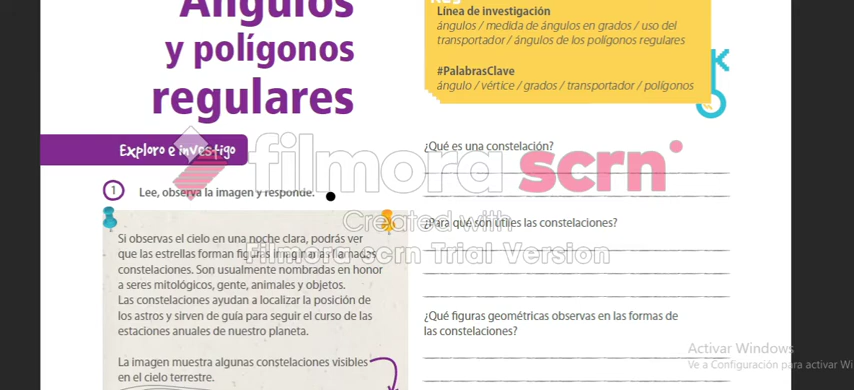 Ángulos
y polígonos
regulares
Línea de investigación
ángulos / medida de ángulos en grados / uso del
transportador / ángulos de los polígonos regulares
#PalabrasClave
ángulo / vértice / grados / transportador / polígonos
Exploro e investigo
1 Lee, observa la imagen y responde.
Si observas el cielo en una noche clara, podrás ver
que las estrellas forman figuras imaginarias llamadas
constelaciones. Son usualmente nombradas en honor
a seres mitológicos, gente, animales y objetos.
Las constelaciones ayudan a localizar la posición de
los astros y sirven de guía para seguir el curso de las
estaciones anuales de nuestro planeta.
La imagen muestra algunas constelaciones visibles
en el cielo terrestre.
¿Qué es una constelación?
¿Para qué son útiles las constelaciones?
¿Qué figuras geométricas observas en las formas de
las constelaciones?
filmora scrn
Created with
Filmora scrn Trial Version
Activar Windows
Ve a Configuración para activar Wi